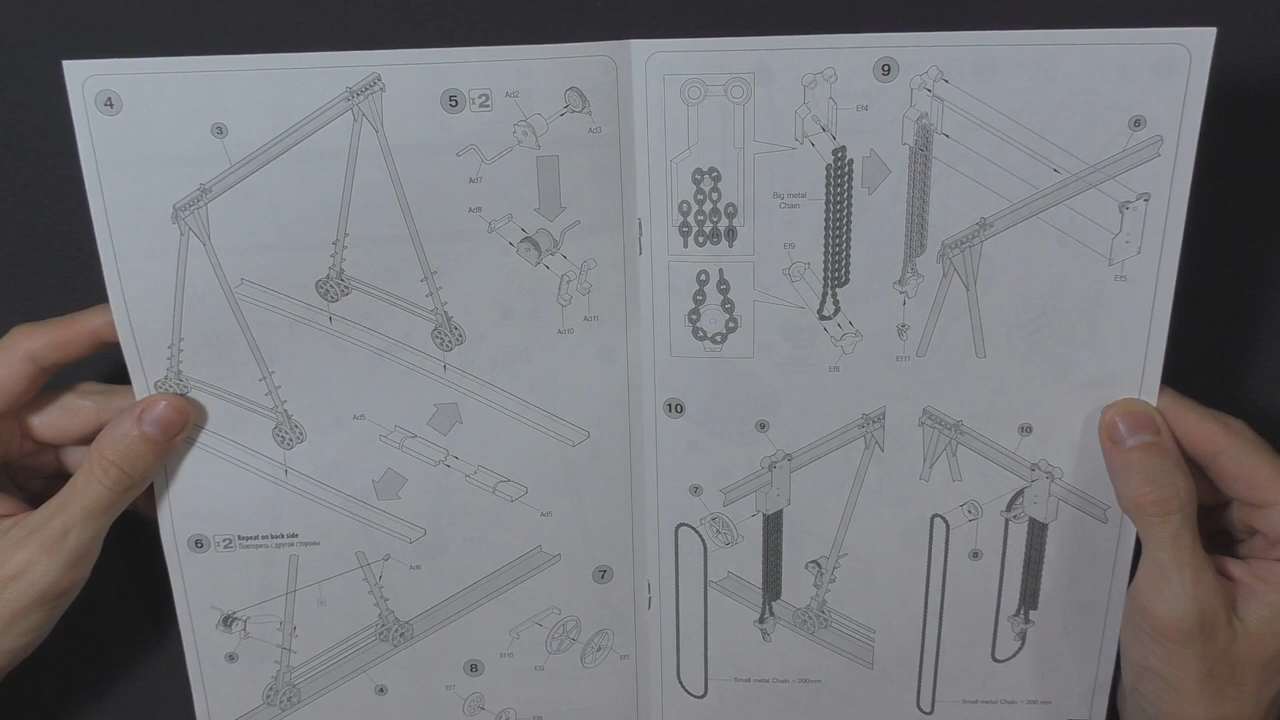 4
3
5
x2
Ad2
Ad3
Ad7
Ad8
Ad10
Ad11
Ad5
Ad5
6
x2
Repeat on back side
Повторить с другой стороны
Ad6
5
4
7
Ef10
8
Ef7
9
Ef4
Big metal
Chain
Ef9
Ef8
Ef11
6
Ef5
10
9
7
Small metal Chain - 200mm
10
8
Small metal Chain - 200 mm